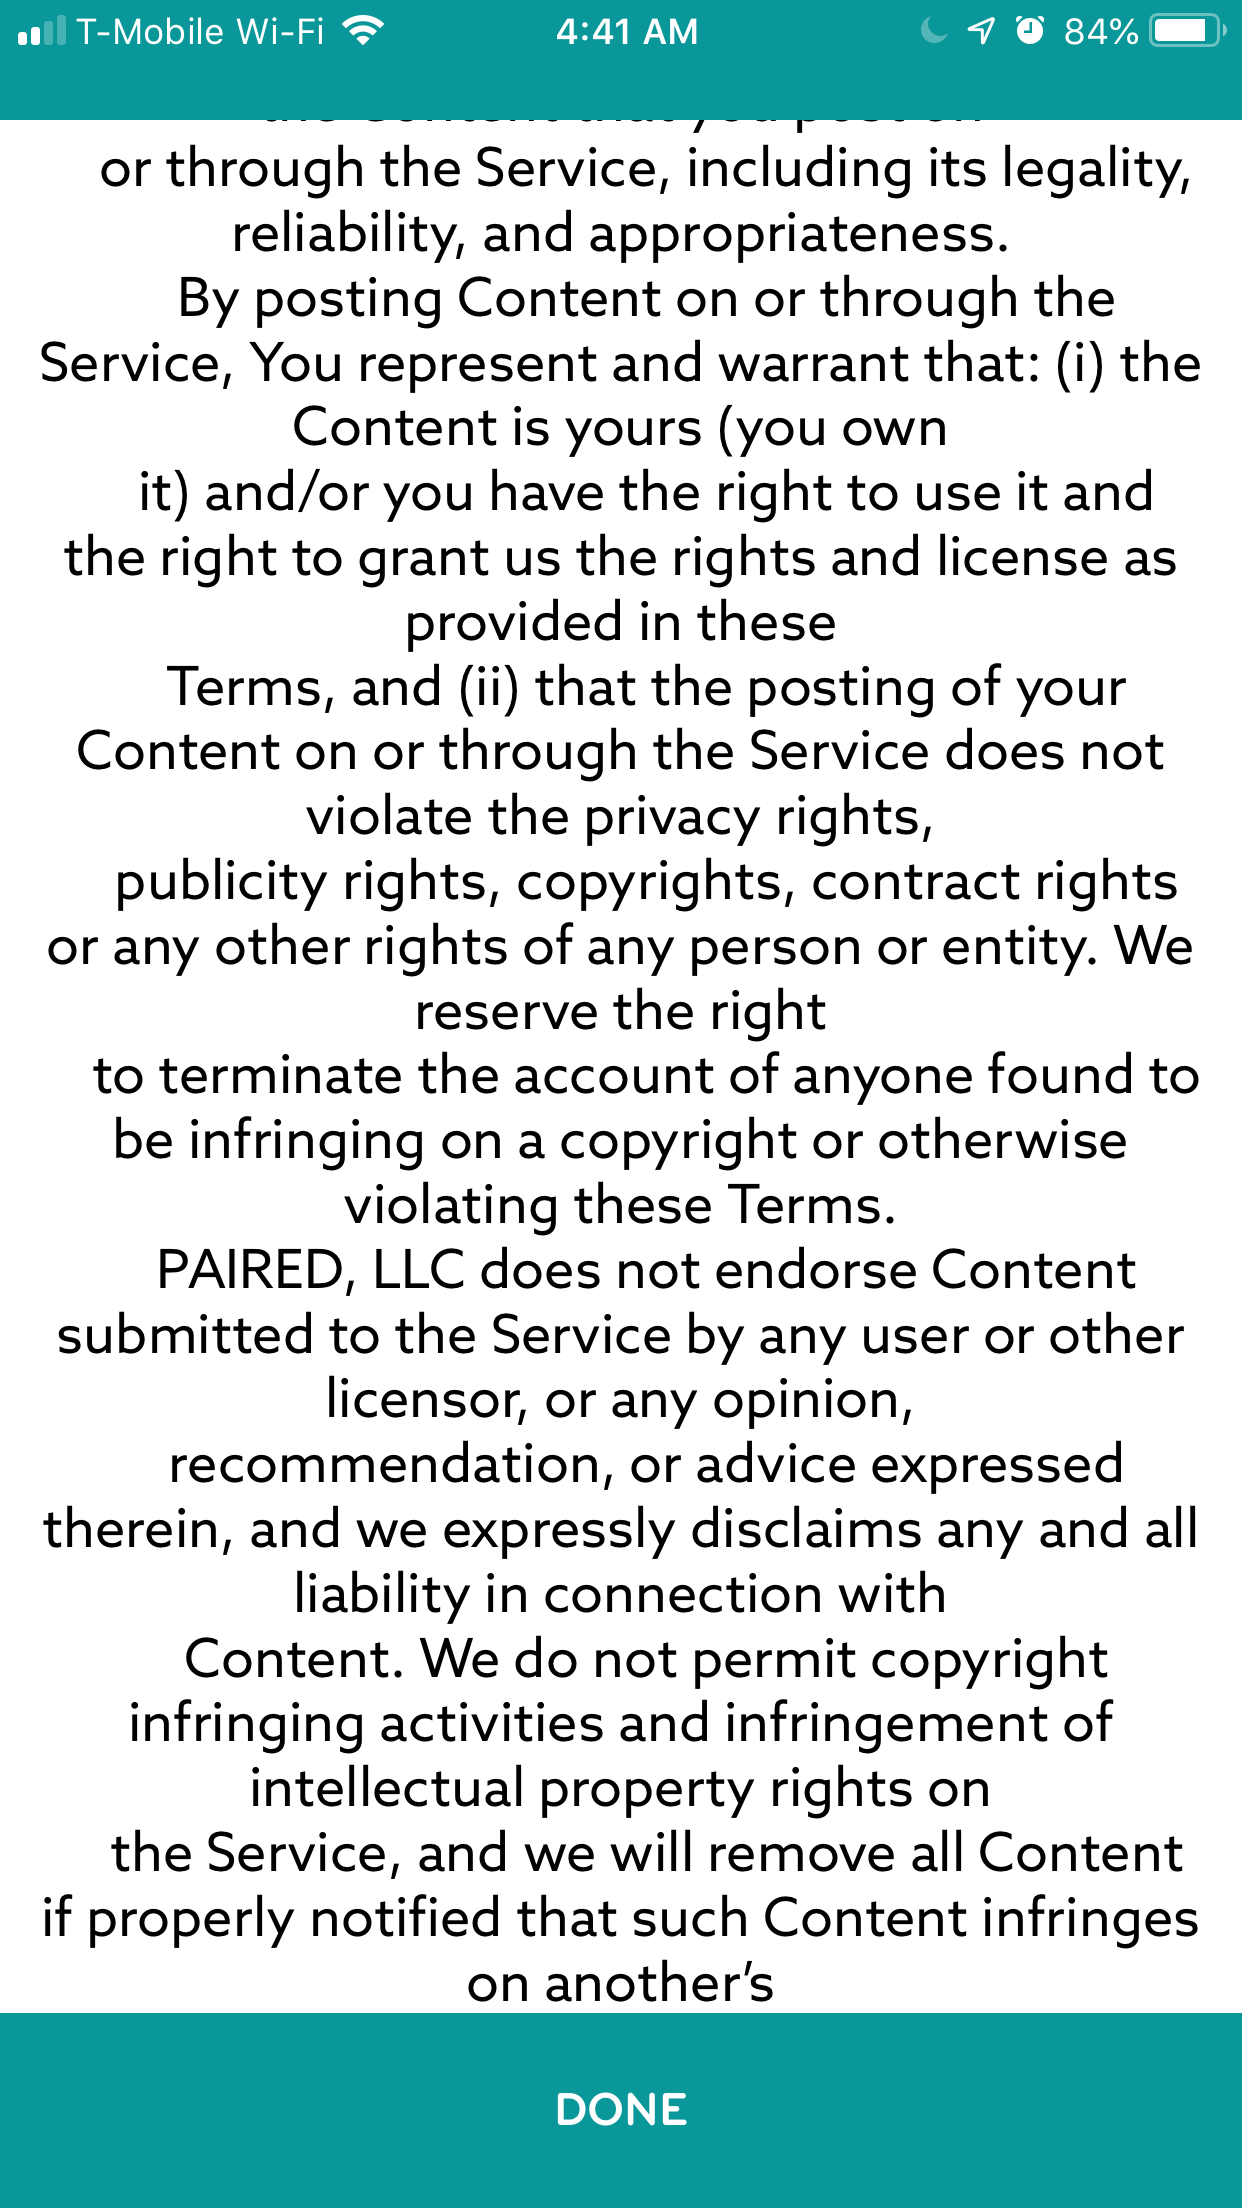 T-Mobile Wi-Fi 4:41 AM 84%
or through the Service, including its legality,
reliability, and appropriateness.
By posting Content on or through the
Service, You represent and warrant that: (i) the
Content is yours (you own
it) and/or you have the right to use it and
the right to grant us the rights and license as
provided in these
Terms, and (ii) that the posting of your
Content on or through the Service does not
violate the privacy rights,
publicity rights, copyrights, contract rights
or any other rights of any person or entity. We
reserve the right
to terminate the account of anyone found to
be infringing on a copyright or otherwise
violating these Terms.
PAIRED, LLC does not endorse Content
submitted to the Service by any user or other
licensor, or any opinion,
recommendation, or advice expressed
therein, and we expressly disclaims any and all
liability in connection with
Content. We do not permit copyright
infringing activities and infringement of
intellectual property rights on
the Service, and we will remove all Content
if properly notified that such Content infringes
on another’s
DONE